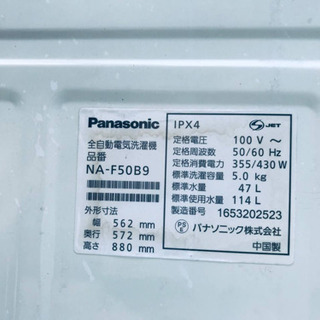 Panasonic
全自動電気洗濯機
品番
NA-F50B9
外形寸法
幅 562 mm
奥行 572 mm
高さ 880 mm
IPX4
JET
定格電圧 100 V ～
定格周波数 50/60 Hz
定格消費電力 355/430 W
標準洗濯容量 5.0 kg
標準水量 47 L
標準使用水量 114 L
製造番号 1653202523
PSE パナソニック株式会社
中国製